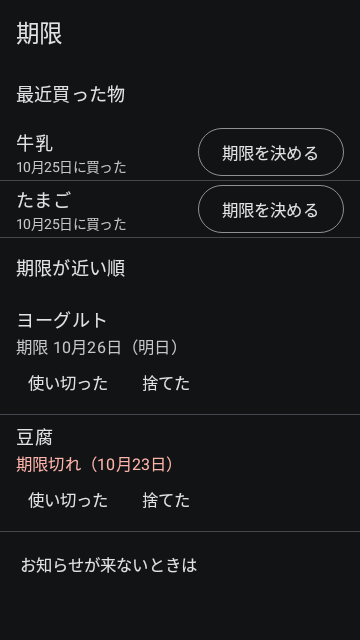 期限
最近買った物
牛乳
10月25日に買った
期限を決める
たまご
10月25日に買った
期限を決める
期限が近い順
ヨーグルト
期限 10月26日（明日）
使い切った 捨てた
豆腐
期限切れ（10月23日）
使い切った 捨てた
お知らせが来ないときは